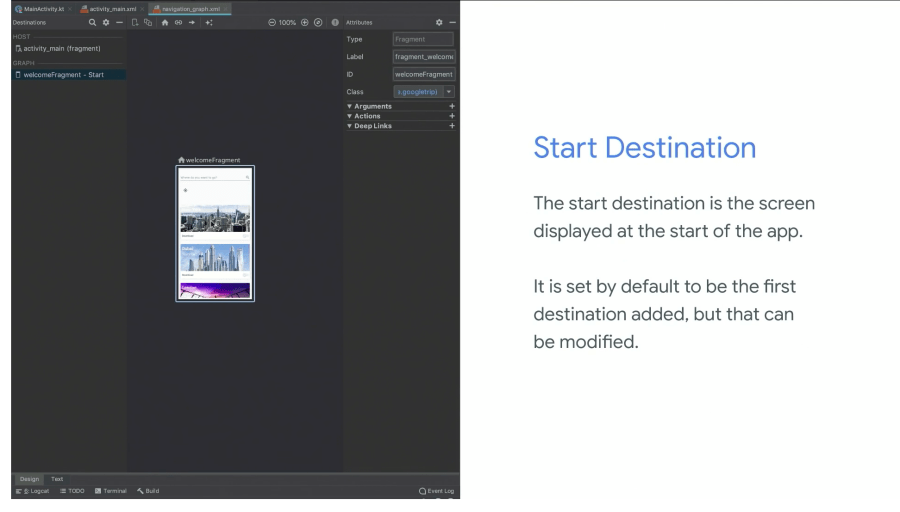 MainActivity.kt
activity_main.xml
navigation_graph.xml
Destinations
100%
Attributes
HOST
activity_main (fragment)
GRAPH
welcomeFragment - Start
Type
Fragment
Label
fragment_welcome
ID
welcomeFragment
Class
s.googletrip)
Arguments
Actions
Deep Links
welcomeFragment
Start Destination
The start destination is the screen
displayed at the start of the app.
It is set by default to be the first
destination added, but that can
be modified.
Design
Text
6: Logcat
TODO
Terminal
Build
Event Log